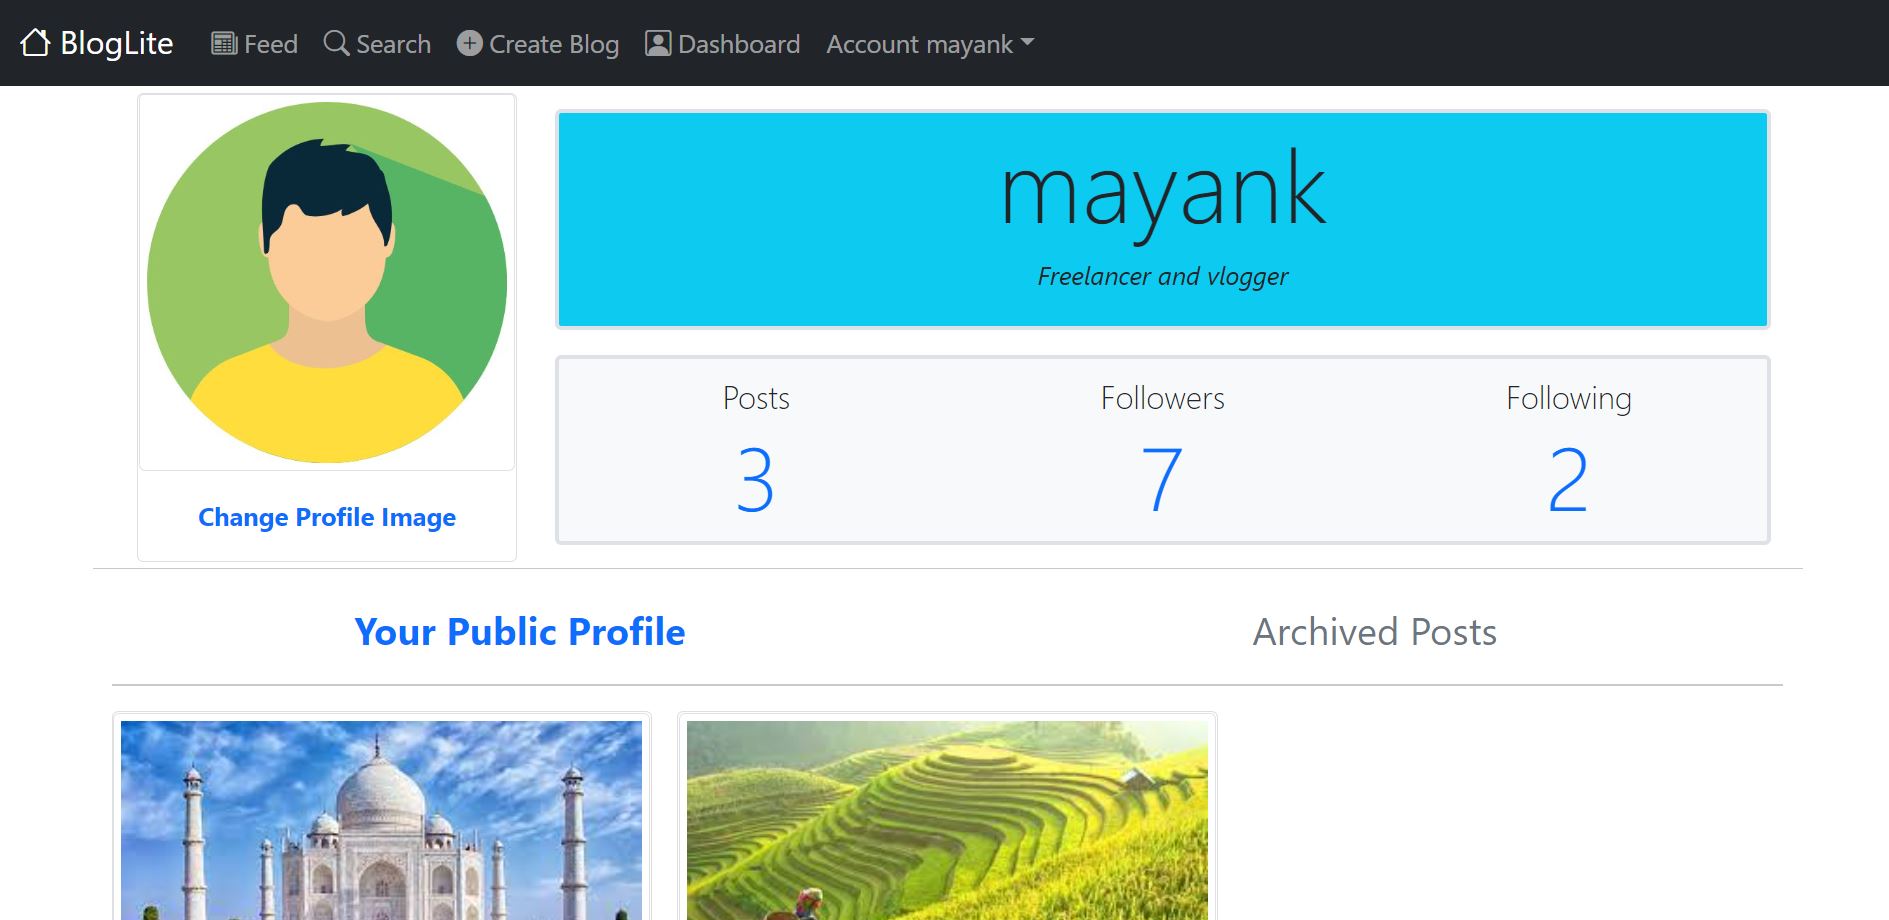 BlogLite Feed Search Create Blog Dashboard Account mayank
mayank
Freelancer and vlogger
Posts Followers Following
3 7 2
Change Profile Image
Your Public Profile Archived Posts